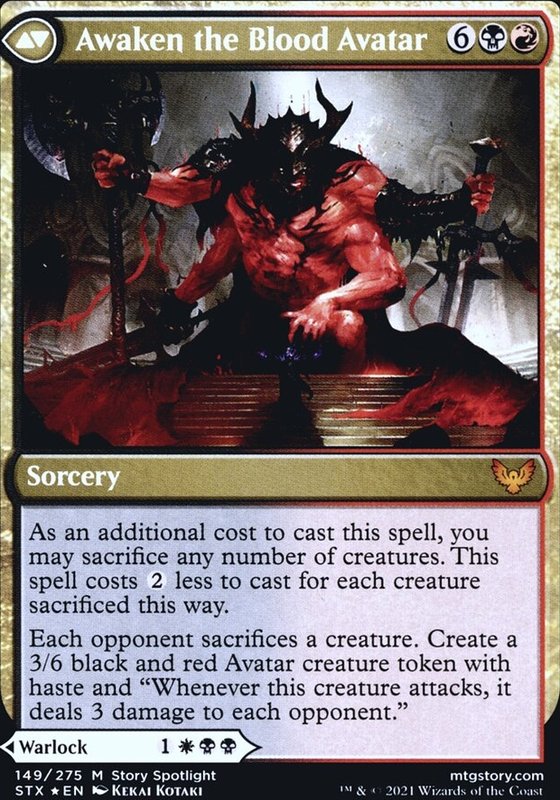 Awaken the Blood Avatar 6
Sorcery
As an additional cost to cast this spell, you
may sacrifice any number of creatures. This
spell costs 2 less to cast for each creature
sacrificed this way.
Each opponent sacrifices a creature. Create a
3/6 black and red Avatar creature token with
haste and “Whenever this creature attacks, it
deals 3 damage to each opponent.”
Warlock 1
149/275 M Story Spotlight mtgstory.com
STX ★ EN Kekai Kotaki ™ & © 2021 Wizards of the Coast